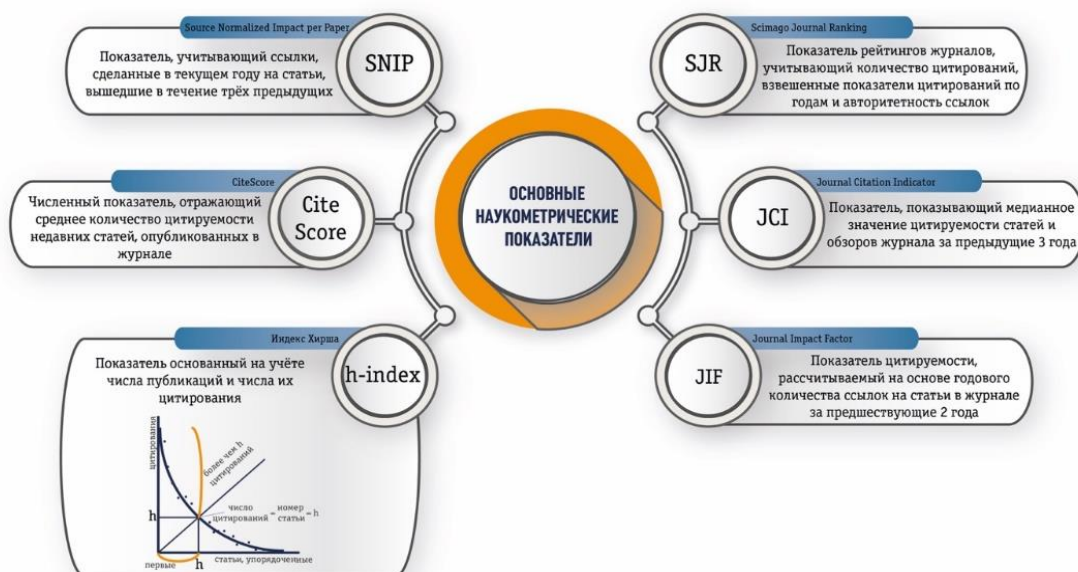 Source Normalized Impact per Paper
Показатель, учитывающий ссылки,
сделанные в текущем году на статьи,
вышедшие в течение трёх предыдущих
SNIP
CiteScore
Численный показатель, отражающий
среднее количество цитируемости
недавних статей, опубликованных в
журнале
Cite
Score
Индекс Хирша
Показатель основанный на учёте
числа публикаций и числа их
цитирования
h-index
цитирования
более чем h
цитирований
число
цитирований = номер
статьи = h
h
первые
h
статьи, упорядоченные
ОСНОВНЫЕ
НАУКОМЕТРИЧЕСКИЕ
ПОКАЗАТЕЛИ
Scimago Journal Ranking
SJR
Показатель рейтингов журналов,
учитывающий количество цитирований,
взвешенные показатели цитирований по
годам и авторитетность ссылок
Journal Citation Indicator
JCI
Показатель, показывающий медианное
значение цитируемости статей и
обзоров журнала за предыдущие 3 года
Journal Impact Factor
JIF
Показатель цитируемости,
рассчитываемый на основе годового
количества ссылок на статьи в журнале
за предшествующие 2 года